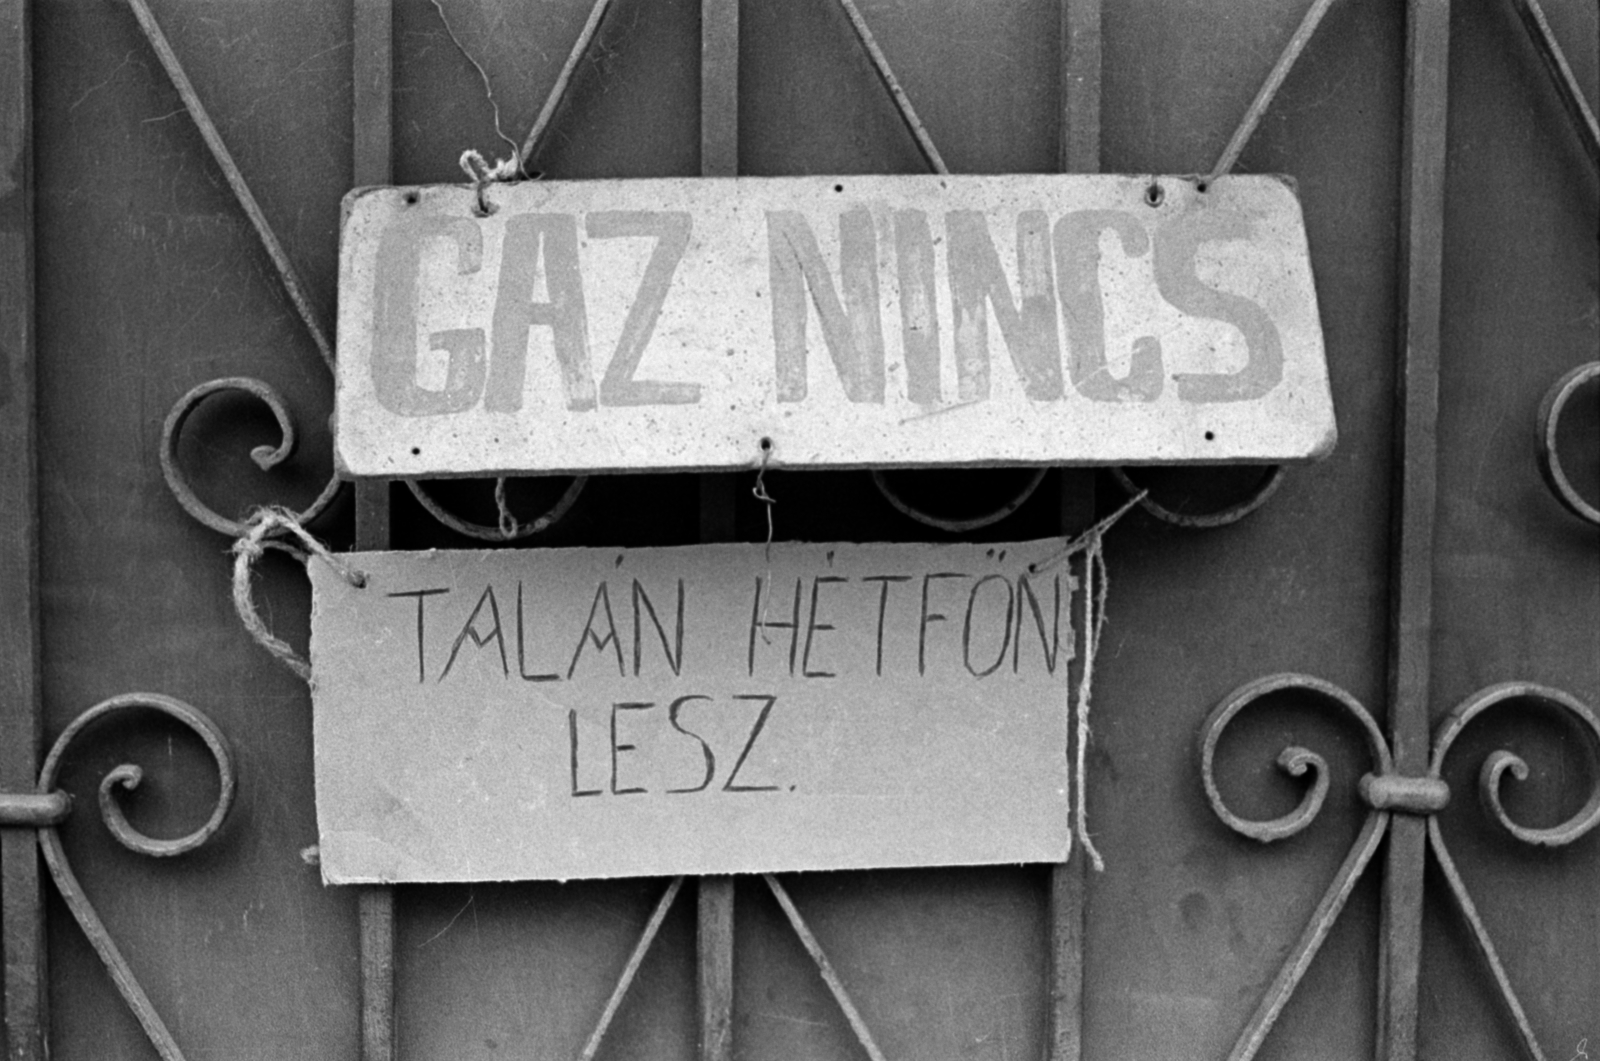 GAZ NINCS
TALÁN HÉTFŐN
LESZ.